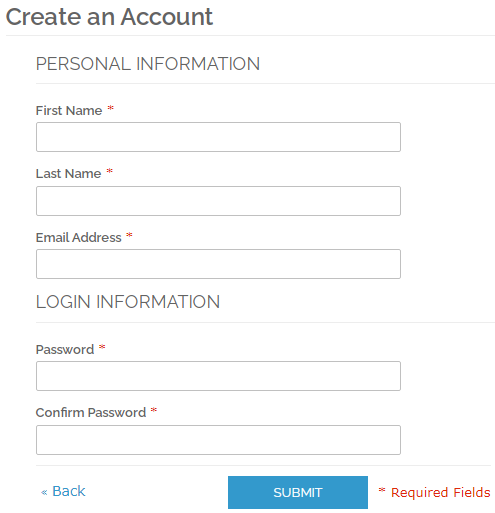 Create an Account
PERSONAL INFORMATION
First Name *
Last Name *
Email Address *
LOGIN INFORMATION
Password *
Confirm Password *
« Back SUBMIT * Required Fields